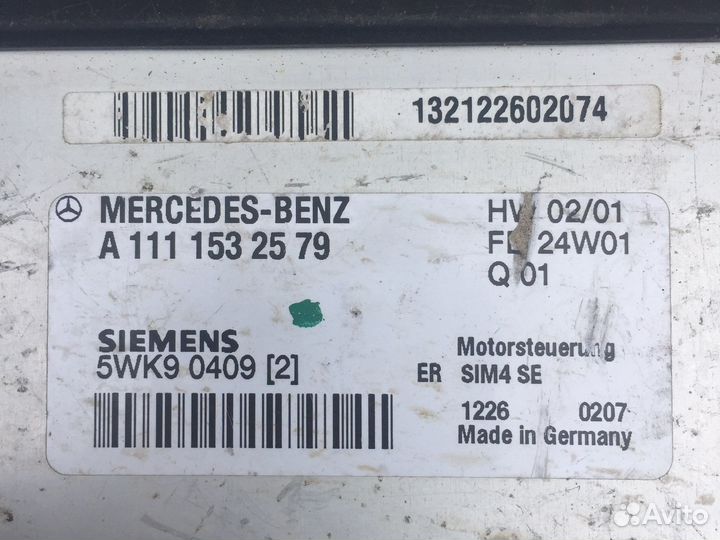 132122602074
MERCEDES-BENZ
A 111 153 25 79
HW 02/01
24W01
Q 01
SIEMENS
5WK9 0409 [2]
Motorsteuerung
ER SIM4 SE
1226 0207
Made in Germany
Avito